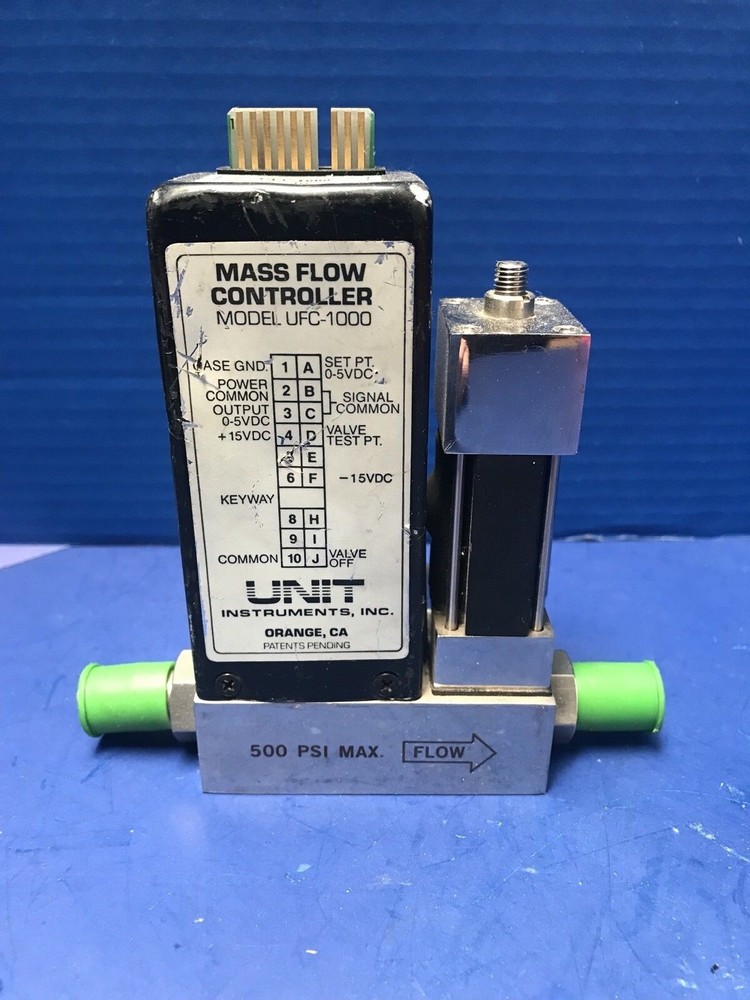 1
MASS FLOW
CONTROLLER
MODEL UFC-1000
CASE GND. 1 A SET PT.
0-5VDC
POWER
COMMON 2 B SIGNAL
COMMON
OUTPUT
0-5VDC 3 C
+15VDC 4 D VALVE
TEST PT.
5 E
6 F -15VDC
KEYWAY
8 H
9 I
COMMON 10 J VALVE
OFF
UNIT
INSTRUMENTS, INC.
ORANGE, CA
PATENTS PENDING
500 PSI MAX. FLOW